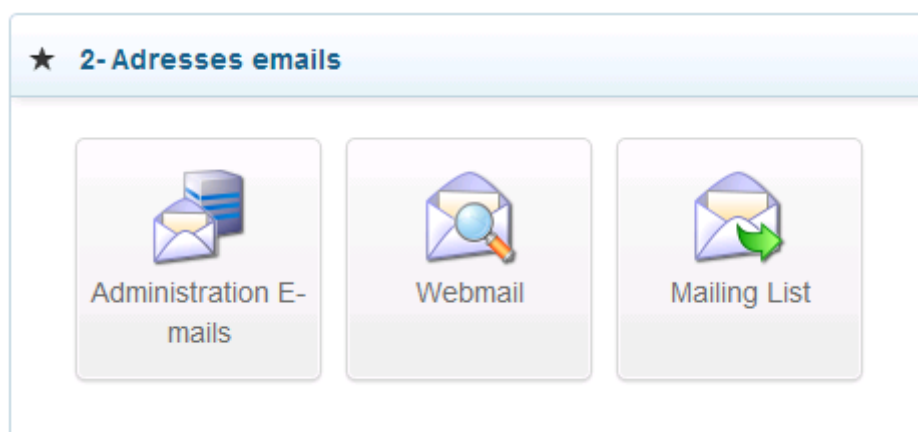 ★ 2- Adresses emails
Administration E-
mails
Webmail
Mailing List